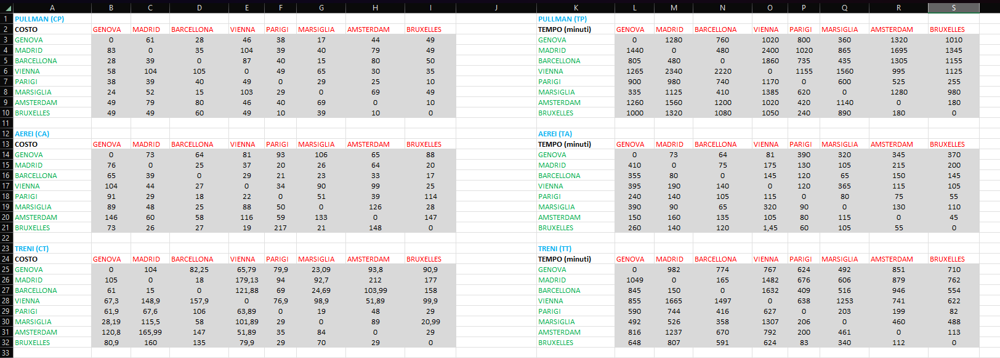 A B C D E F G H I J K L M N O P Q R S
1 PULLMAN (CP) PULLMAN (TP)
2 COSTO GENOVA MADRID BARCELLONA VIENNA PARIGI MARSIGLIA AMSTERDAM BRUXELLES TEMPO (minuti) GENOVA MADRID BARCELLONA VIENNA PARIGI MARSIGLIA AMSTERDAM BRUXELLES
3 GENOVA 0 61 28 46 38 17 44 49 GENOVA 0 1280 760 1020 800 360 1320 1010
4 MADRID 83 0 35 104 39 40 79 49 MADRID 1440 0 480 2400 1020 865 1695 1345
5 BARCELLONA 28 39 0 87 40 15 80 50 BARCELLONA 805 480 0 1860 735 435 1305 1155
6 VIENNA 58 104 105 0 49 65 30 35 VIENNA 1265 2340 2220 0 1155 1560 995 1125
7 PARIGI 38 39 40 49 0 29 25 10 PARIGI 900 980 740 1170 0 600 525 255
8 MARSIGLIA 24 52 15 103 29 0 69 49 MARSIGLIA 335 1125 410 1385 620 0 1280 980
9 AMSTERDAM 49 79 80 46 40 69 0 10 AMSTERDAM 1260 1560 1200 1020 420 1140 0 180
10 BRUXELLES 49 49 60 49 10 39 10 0 BRUXELLES 1000 1320 1080 1050 240 890 180 0
11
12 AEREI (CA) AEREI (TA)
13 COSTO GENOVA MADRID BARCELLONA VIENNA PARIGI MARSIGLIA AMSTERDAM BRUXELLES TEMPO (minuti) GENOVA MADRID BARCELLONA VIENNA PARIGI MARSIGLIA AMSTERDAM BRUXELLES
14 GENOVA 0 73 64 81 93 106 65 88 GENOVA 0 73 64 81 390 320 345 370
15 MADRID 76 0 25 37 20 26 64 20 MADRID 410 0 75 175 130 105 215 200
16 BARCELLONA 65 39 0 29 21 23 33 17 BARCELLONA 355 80 0 145 120 65 150 145
17 VIENNA 104 44 27 0 34 90 99 25 VIENNA 395 190 140 0 120 365 115 105
18 PARIGI 91 29 18 22 0 51 39 114 PARIGI 240 140 105 115 0 80 75 55
19 MARSIGLIA 89 48 25 88 50 0 126 28 MARSIGLIA 390 90 65 320 90 0 130 110
20 AMSTERDAM 146 60 58 116 59 133 0 147 AMSTERDAM 150 160 135 105 80 115 0 45
21 BRUXELLES 73 26 27 19 217 21 148 0 BRUXELLES 260 140 120 1,45 60 105 55 0
22
23 TRENI (CT) TRENI (TT)
24 COSTO GENOVA MADRID BARCELLONA VIENNA PARIGI MARSIGLIA AMSTERDAM BRUXELLES TEMPO (minuti) GENOVA MADRID BARCELLONA VIENNA PARIGI MARSIGLIA AMSTERDAM BRUXELLES
25 GENOVA 0 104 82,25 65,79 79,9 23,09 93,8 90,9 GENOVA 0 982 774 767 624 492 851 710
26 MADRID 105 0 18 179,13 94 92,7 212 177 MADRID 1049 0 165 1482 676 606 879 762
27 BARCELLONA 61 15 0 121,88 69 24,69 103,99 158 BARCELLONA 845 150 0 1632 409 516 946 554
28 VIENNA 67,3 148,9 157,9 0 76,9 98,9 51,89 99,9 VIENNA 855 1665 1497 0 638 1253 741 622
29 PARIGI 61,9 67,6 106 63,89 0 19 48 29 PARIGI 590 744 416 627 0 203 199 82
30 MARSIGLIA 28,19 115,5 58 101,89 29 0 89 20,99 MARSIGLIA 492 526 358 1307 206 0 460 488
31 AMSTERDAM 120,8 165,99 147 51,89 35 84 0 29 AMSTERDAM 816 1237 670 792 200 461 0 113
32 BRUXELLES 80,9 160 135 79,9 29 70 29 0 BRUXELLES 648 807 591 624 83 340 112 0
33